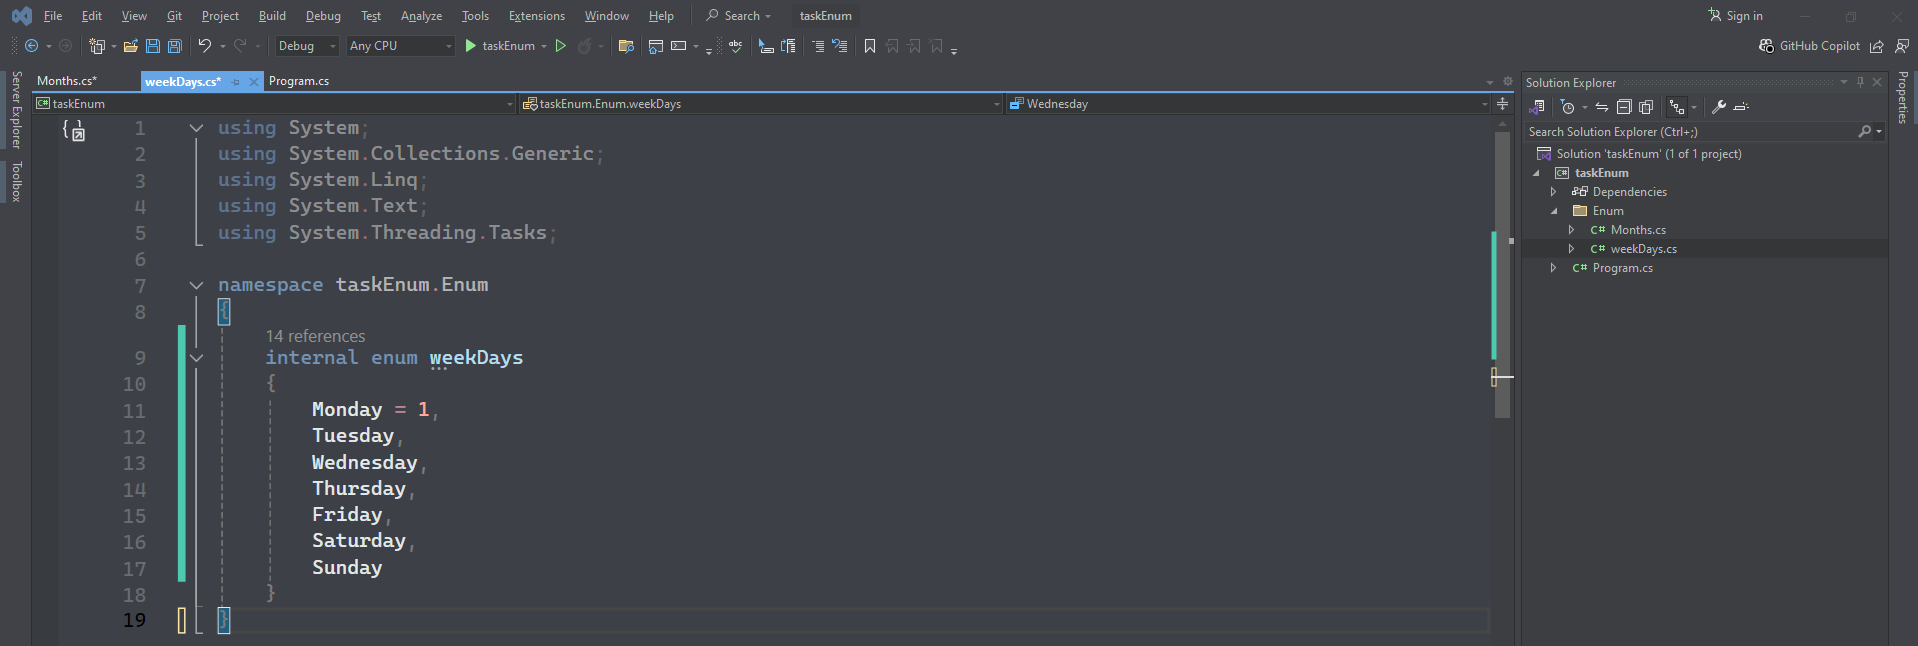 File Edit View Git Project Build Debug Test Analyze Tools Extensions Window Help Search taskEnum Sign in
Debug Any CPU taskEnum abc GitHub Copilot
Server Explorer
Toolbox
Months.cs* weekDays.cs* Program.cs
C# taskEnum taskEnum.Enum.weekDays Wednesday
1 using System;
2 using System.Collections.Generic;
3 using System.Linq;
4 using System.Text;
5 using System.Threading.Tasks;
6
7 namespace taskEnum.Enum
8 {
14 references
9 internal enum weekDays
10 {
11 Monday = 1,
12 Tuesday,
13 Wednesday,
14 Thursday,
15 Friday,
16 Saturday,
17 Sunday
18 }
19 }
Solution Explorer
Search Solution Explorer (Ctrl+;)
Solution 'taskEnum' (1 of 1 project)
C# taskEnum
Dependencies
Enum
C# Months.cs
C# weekDays.cs
C# Program.cs
Properties